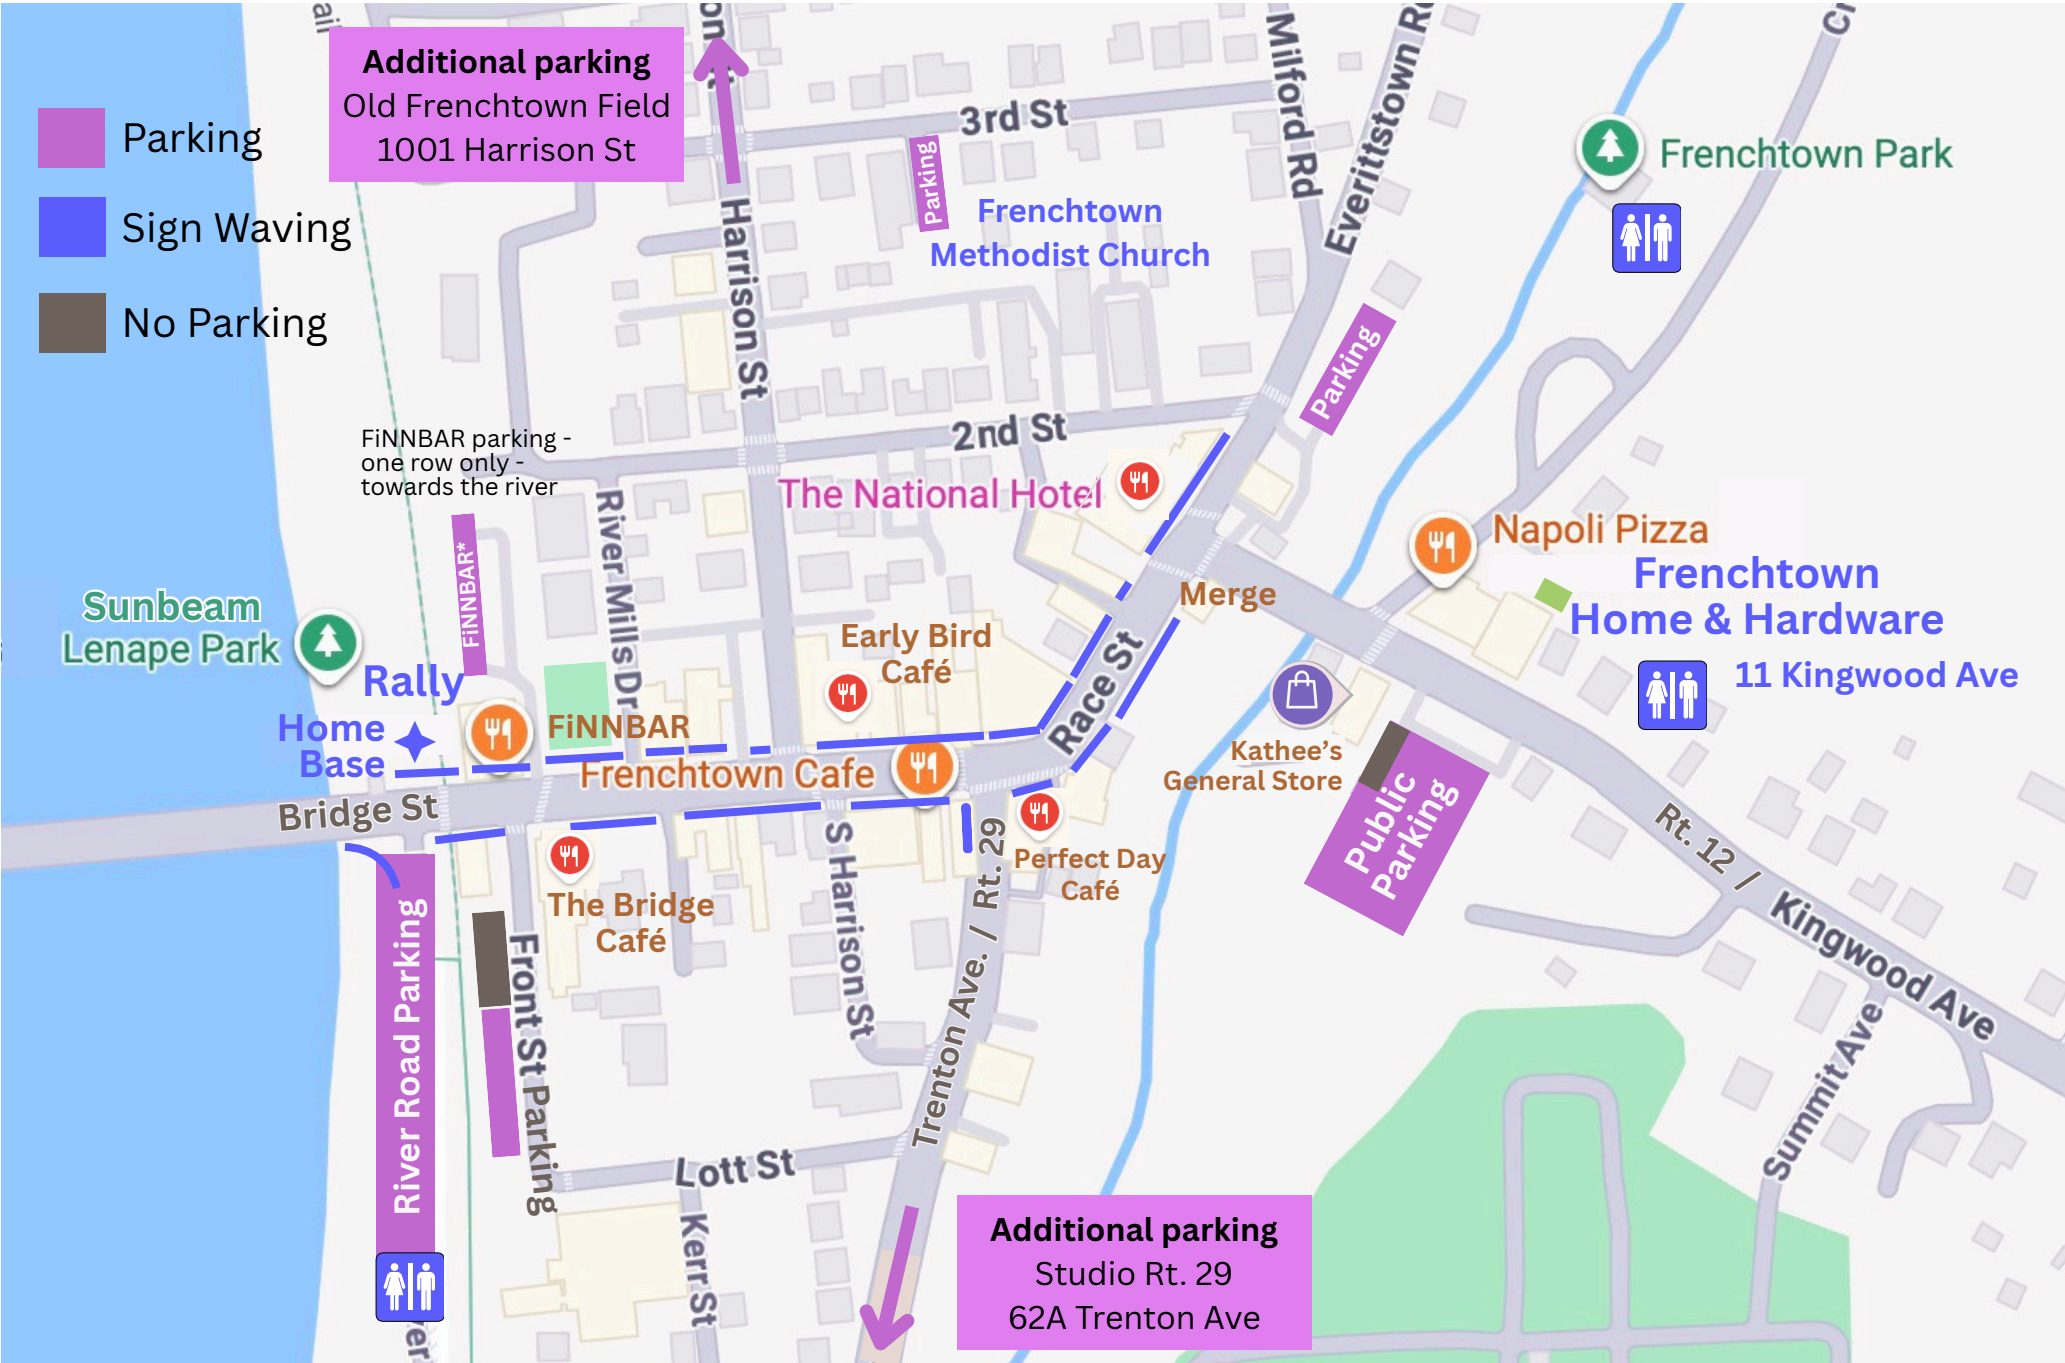 Additional parking
Old Frenchtown Field
1001 Harrison St
Parking
Sign Waving
No Parking
3rd St
Milford Rd
Everittstown
Frenchtown Park
Harrison St
Parking
Frenchtown
Methodist Church
Parking
FiNNBAR parking -
one row only -
towards the river
2nd St
The National Hotel
River Mills Dr
FiNNBAR*
Napoli Pizza
Frenchtown
Home & Hardware
11 Kingwood Ave
Merge
Sunbeam
Lenape Park
Rally
Home
Base
Early Bird
Café
Race St
FiNNBAR
Frenchtown Cafe
Kathee's
General Store
Public
Parking
Bridge St
The Bridge
Café
S Harrison St
Perfect Day
Café
Trenton Ave. / Rt. 29
Rt. 12 / Kingwood Ave
River Road Parking
Front St Parking
Summit Ave
Lott St
Kerr St
Additional parking
Studio Rt. 29
62A Trenton Ave